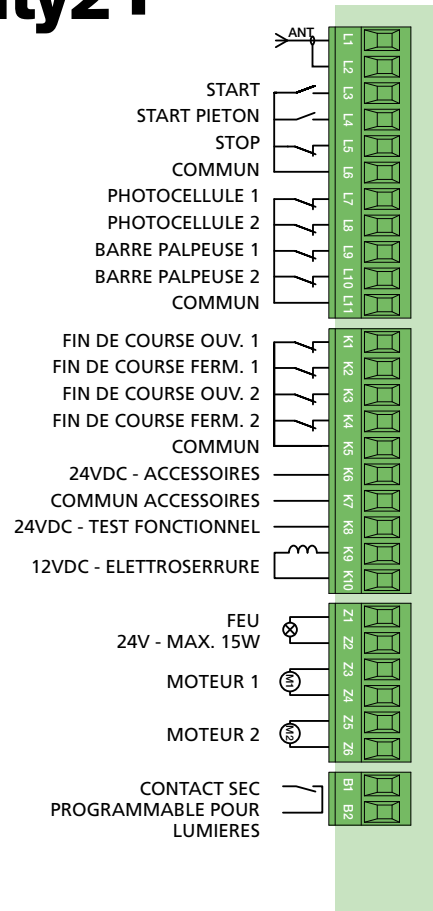 ity21
ANT
L1
L2
START
L3
START PIETON
L4
STOP
L5
COMMUN
L6
PHOTOCELLULE 1
L7
PHOTOCELLULE 2
L8
BARRE PALPEUSE 1
L9
BARRE PALPEUSE 2
L10
COMMUN
L11
FIN DE COURSE OUV. 1
K1
FIN DE COURSE FERM. 1
K2
FIN DE COURSE OUV. 2
K3
FIN DE COURSE FERM. 2
K4
COMMUN
K5
24VDC - ACCESSOIRES
K6
COMMUN ACCESSOIRES
K7
24VDC - TEST FONCTIONNEL
K8
12VDC - ELETTROSERRURE
K9
K10
FEU
24V - MAX. 15W
Z1
Z2
MOTEUR 1
M1
Z3
Z4
MOTEUR 2
M2
Z5
Z6
CONTACT SEC
PROGRAMMABLE POUR
LUMIERES
B1
B2